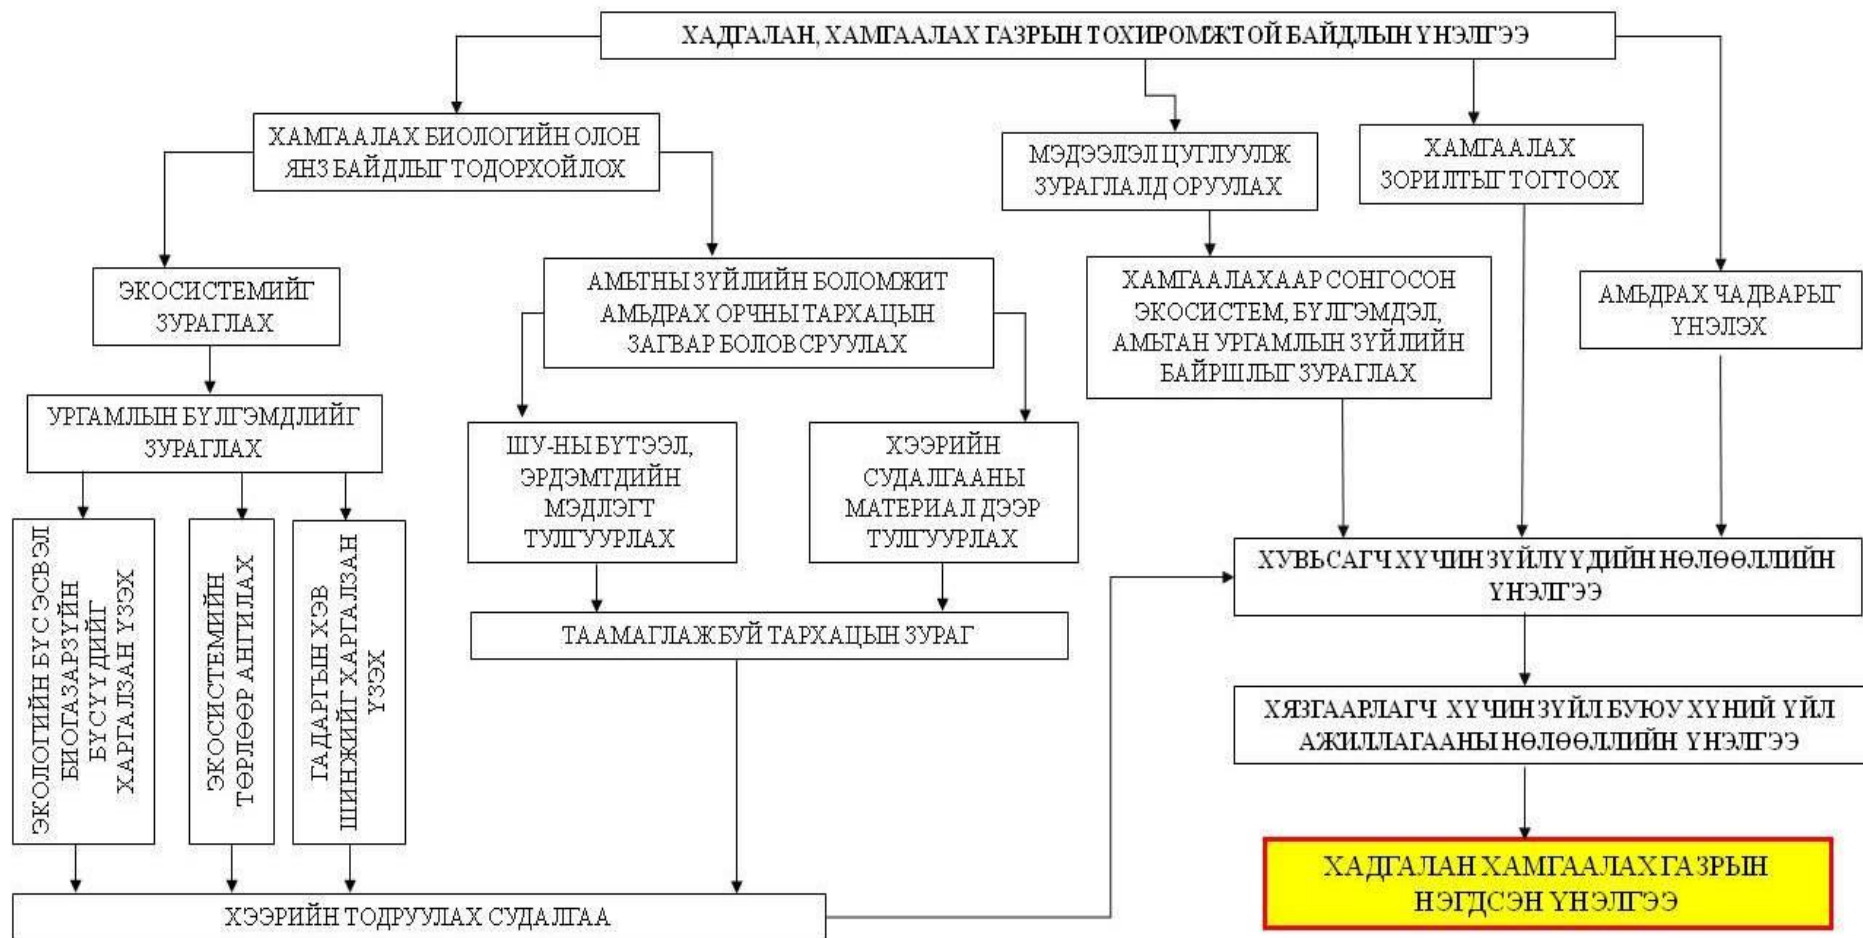 ХАДГАЛАН, ХАМГААЛАХ ГАЗРЫН ТОХИРОМЖТОЙ БАЙДЛЫН ҮНЭЛГЭЭ
ХАМГААЛАХ БИОЛОГИЙН ОЛОН
ЯНЗ БАЙДЛЫГ ТОДОРХОЙЛОХ
МЭДЭЭЛЭЛ ЦУГЛУУЛЖ
ЗУРАГЛАЛД ОРУУЛАХ
ХАМГААЛАХ
ЗОРИЛТЫГ ТОГТООХ
ЭКОСИСТЕМИЙГ
ЗУРАГЛАХ
АМЬТНЫ ЗҮЙЛИЙН БОЛОМЖИТ
АМЬДРАХ ОРЧНЫ ТАРХАЦЫН
ЗАГВАР БОЛОВСРУУЛАХ
ХАМГААЛАХААР СОНГОСОН
ЭКОСИСТЕМ, БҮЛГЭМДЭЛ,
АМЬТАН УРГАМЛЫН ЗҮЙЛИЙН
БАЙРШЛЫГ ЗУРАГЛАХ
АМЬДРАХ ЧАДВАРЫГ
ҮНЭЛЭХ
УРГАМЛЫН БҮЛГЭМДЛИЙГ
ЗУРАГЛАХ
ШУ-НЫ БҮТЭЭЛ,
ЭРДЭМТДИЙН
МЭДЛЭГТ
ТУЛГУУРЛАХ
ХЭЭРИЙН
СУДАЛГААНЫ
МАТЕРИАЛ ДЭЭР
ТУЛГУУРЛАХ
ЭКОЛОГИЙН БҮС ЭСВЭЛ
БИОГАЗАРЗҮЙН
БҮСҮҮДИЙГ
ХАРГАЛЗАН ҮЗЭХ
ЭКОСИСТЕМИЙН
ТӨРЛӨӨР АНГИЛАХ
ГАДАРГЫН ХЭВ
ШИНЖИЙГ ХАРГАЛЗАН
ҮЗЭХ
ХУВЬСАГЧ ХҮЧИН ЗҮЙЛҮҮДИЙН НӨЛӨӨЛЛИЙН
ҮНЭЛГЭЭ
ТААМАГЛАЖ БУЙ ТАРХАЦЫН ЗУРАГ
ХЯЗГААРЛАГЧ ХҮЧИН ЗҮЙЛ БУЮУ ХҮНИЙ ҮЙЛ
АЖИЛЛАГААНЫ НӨЛӨӨЛЛИЙН ҮНЭЛГЭЭ
ХАДГАЛАН ХАМГААЛАХ ГАЗРЫН
НЭГДСЭН ҮНЭЛГЭЭ
ХЭЭРИЙН ТОДРУУЛАХ СУДАЛГАА